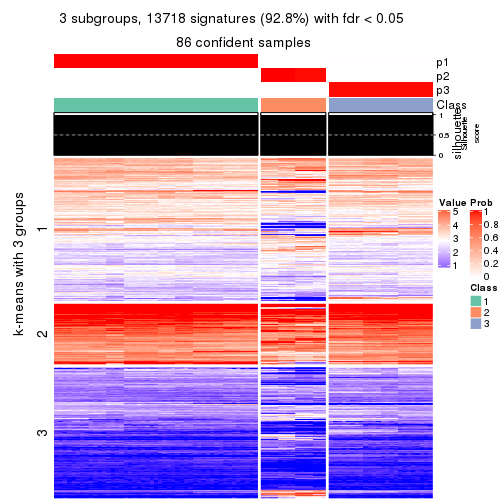 3 subgroups, 13718 signatures (92.8%) with fdr < 0.05
86 confident samples
p1
p2
p3
Class
silhouette
Silhouette
score
1
0.5
0
k-means with 3 groups
1
2
3
Value
5
4
3
2
1
Prob
1
0.8
0.6
0.4
0.2
0
Class
1
2
3